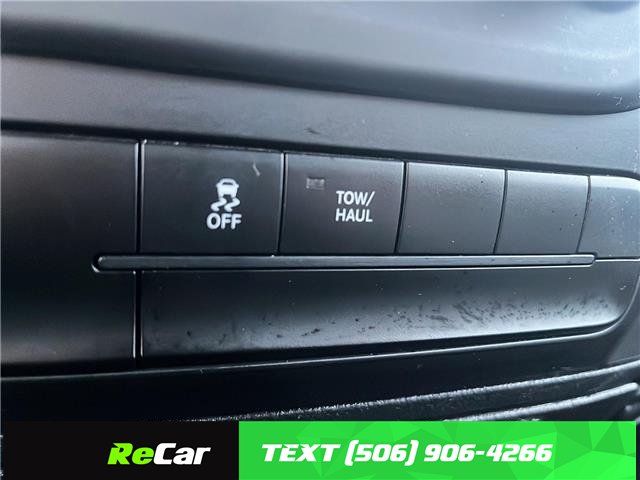 OFF
TOW/
HAUL
ReCar
TEXT (506) 906-4266